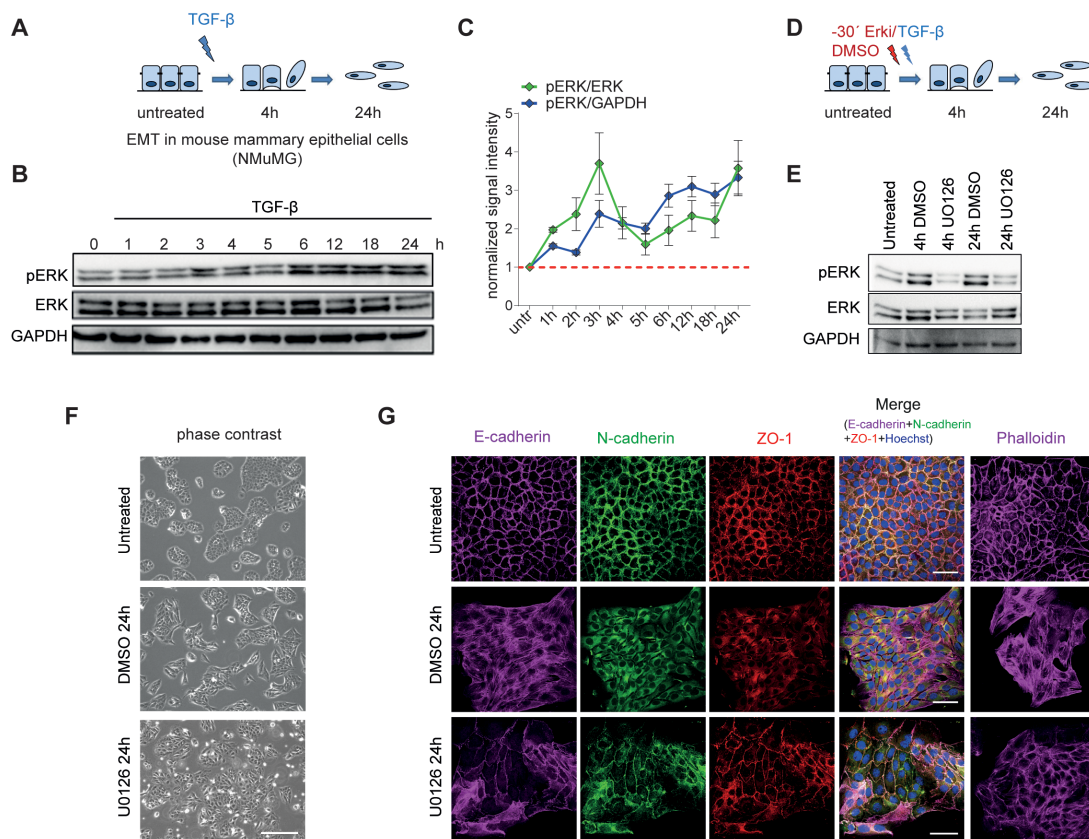 A
TGF-β
untreated
4h
24h
EMT in mouse mammary epithelial cells
(NMuMG)
B
TGF-β
0 1 2 3 4 5 6 12 18 24 h
pERK
ERK
GAPDH
C
pERK/ERK
pERK/GAPDH
normalized signal intensity
5
4
3
2
1
0
untr 1h 2h 3h 4h 5h 6h 12h 18h 24h
D
-30´ Erki/TGF-β
DMSO
untreated
4h
24h
E
Untreated
4h DMSO
4h UO126
24h DMSO
24h UO126
pERK
ERK
GAPDH
F
phase contrast
Untreated
DMSO 24h
U0126 24h
G
E-cadherin
N-cadherin
ZO-1
Merge
(E-cadherin+N-cadherin
+ZO-1+Hoechst)
Phalloidin
Untreated
DMSO 24h
U0126 24h